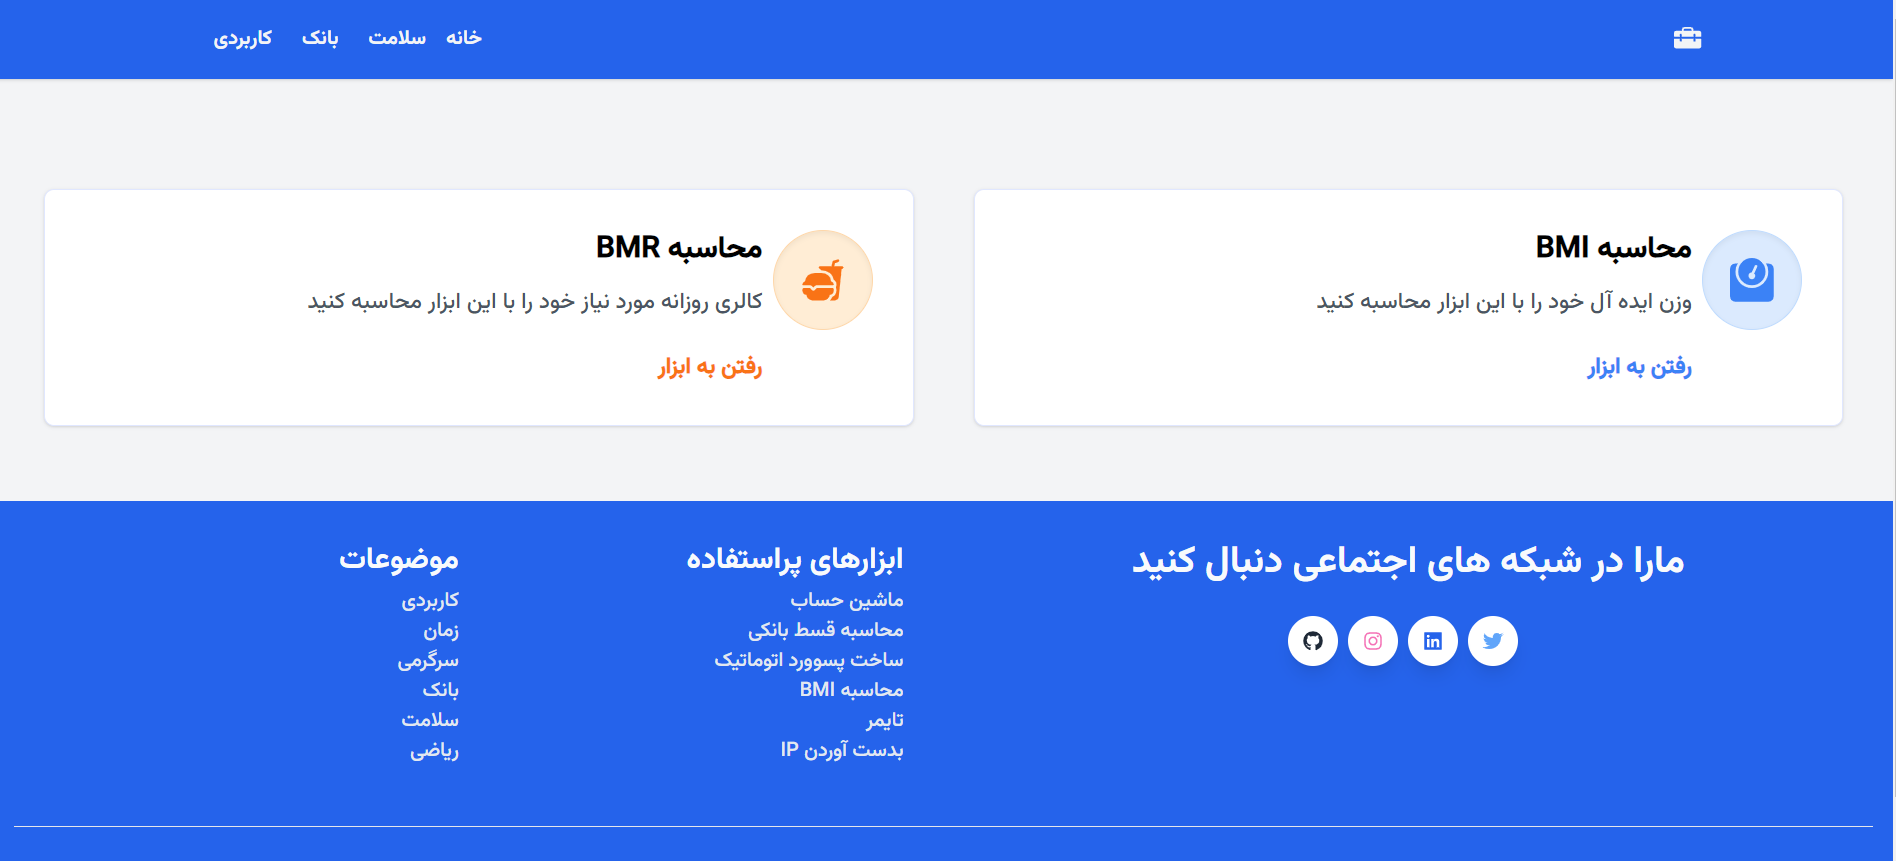 خانه
سلامت
بانک
کاربردی
محاسبه BMI
وزن ایده آل خود را با این ابزار محاسبه کنید
رفتن به ابزار
محاسبه BMR
کالری روزانه مورد نیاز خود را با این ابزار محاسبه کنید
رفتن به ابزار
مارا در شبکه های اجتماعی دنبال کنید
ابزارهای پراستفاده
ماشین حساب
محاسبه قسط بانکی
ساخت پسوورد اتوماتیک
محاسبه BMI
تایمر
بدست آوردن IP
موضوعات
کاربردی
زمان
سرگرمی
بانک
سلامت
ریاضی